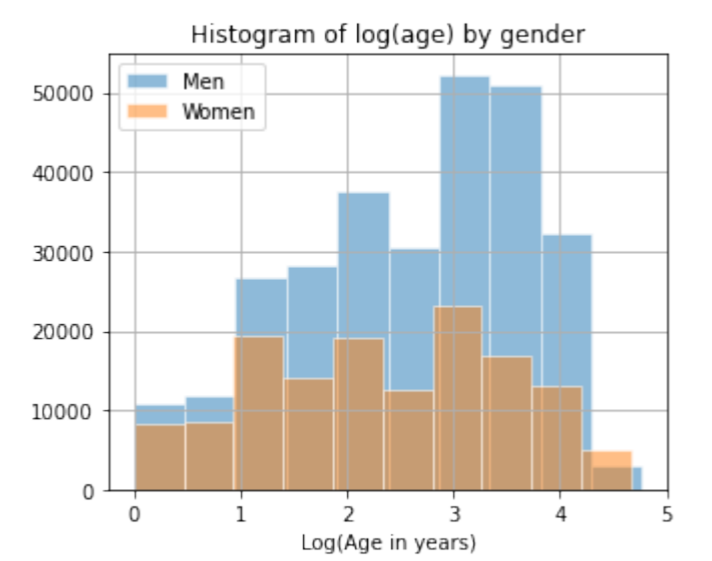 Histogram of log(age) by gender
Men
Women
50000
40000
30000
20000
10000
0
0 1 2 3 4 5
Log(Age in years)